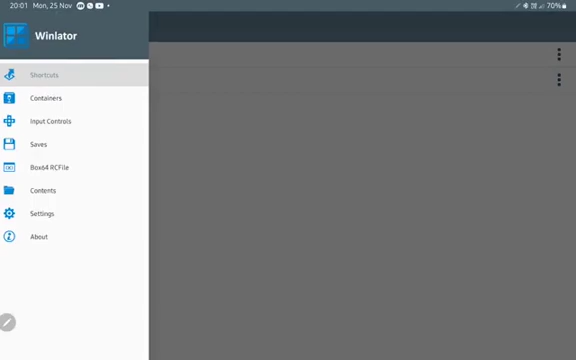 20:01 Mon, 25 Nov
70%
Winlator
Shortcuts
Containers
Input Controls
Saves
Box64 RCFile
Contents
Settings
About